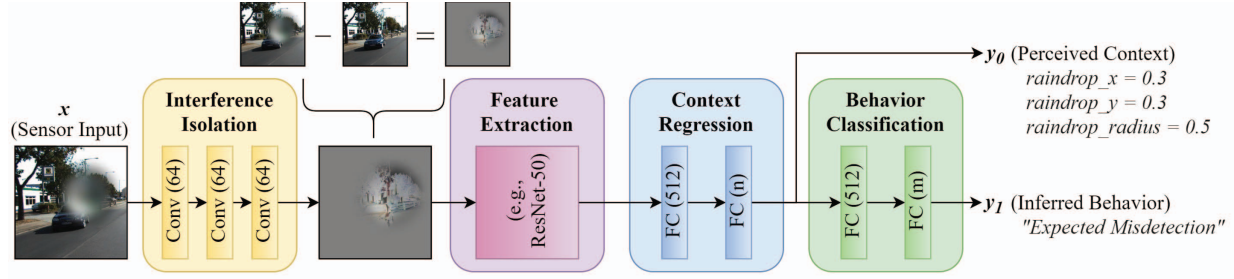 x
(Sensor Input)
Interference
Isolation
Conv (64)
Conv (64)
Conv (64)
−
=
Feature
Extraction
(e.g.,
ResNet-50)
Context
Regression
FC (512)
FC (n)
Behavior
Classification
FC (512)
FC (m)
y0 (Perceived Context)
raindrop_x = 0.3
raindrop_y = 0.3
raindrop_radius = 0.5
y1 (Inferred Behavior)
"Expected Misdetection"